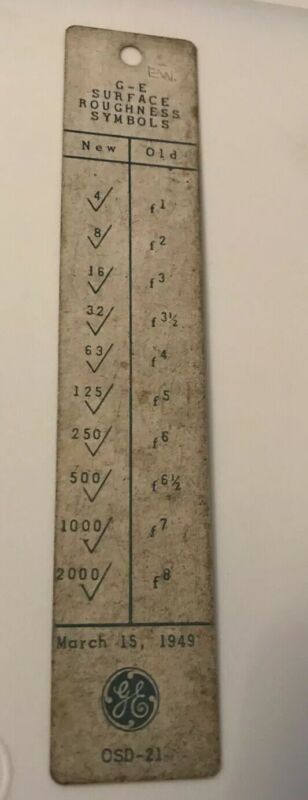 E.W.
G-E
SURFACE
ROUGHNESS
SYMBOLS
New Old
4√ f1
8√ f2
16√ f3
32√ f3½
63√ f4
125√ f5
250√ f6
500√ f6½
1000√ f7
2000√ f8
March 15, 1949
GE
OSD-21